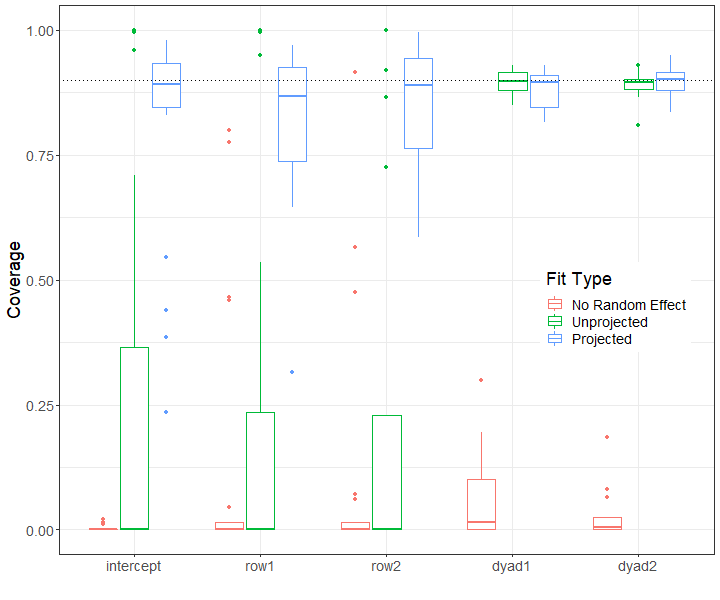 1.00
0.75
0.50
0.25
0.00
Coverage
Fit Type
No Random Effect
Unprojected
Projected
intercept row1 row2 dyad1 dyad2